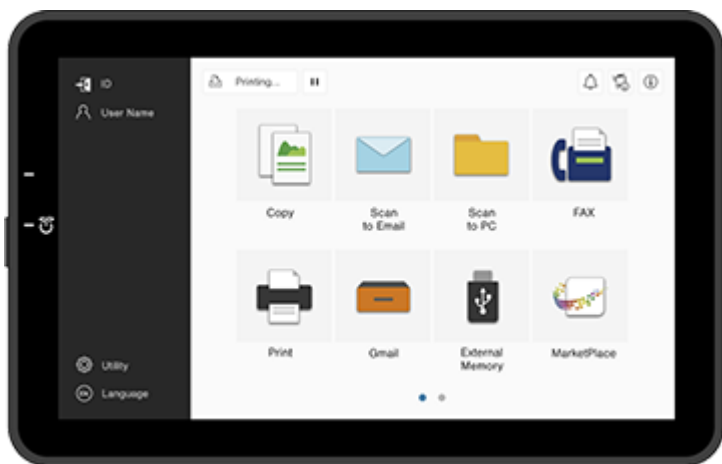 ID
User Name
Printing...
Copy
Scan
to Email
Scan
to PC
FAX
Print
Gmail
External
Memory
MarketPlace
Utility
EN
Language